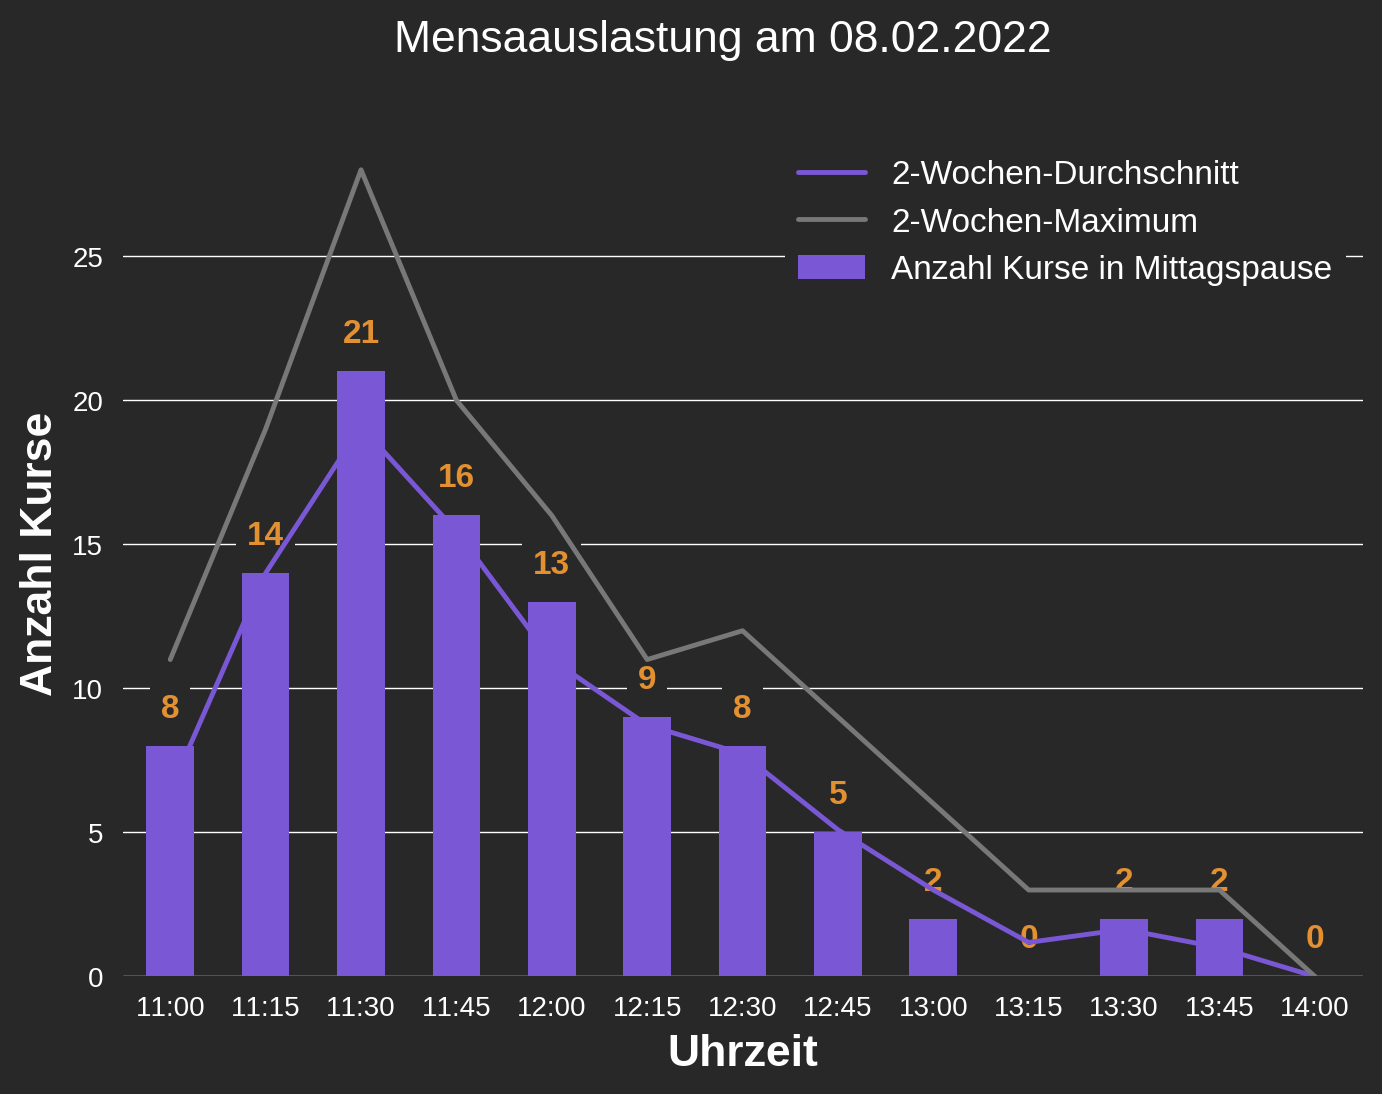 Mensaauslastung am 08.02.2022
2-Wochen-Durchschnitt
2-Wochen-Maximum
Anzahl Kurse in Mittagspause
Anzahl Kurse
25
20
15
10
5
0
8
14
21
16
13
9
8
5
2
0
2
2
0
11:00 11:15 11:30 11:45 12:00 12:15 12:30 12:45 13:00 13:15 13:30 13:45 14:00
Uhrzeit